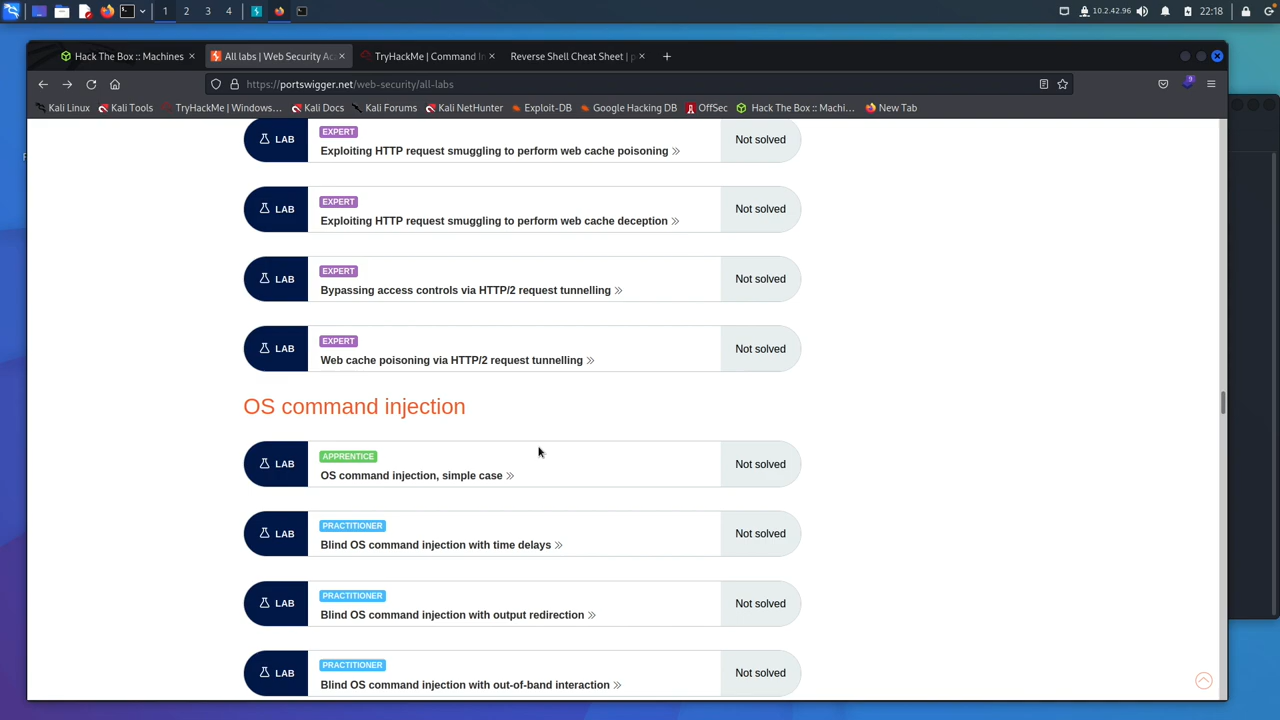 1 2 3 4 10.2.42.96 22:18
Hack The Box :: Machines All labs | Web Security Ac TryHackMe | Command In Reverse Shell Cheat Sheet | p
https://portswigger.net/web-security/all-labs
Kali Linux Kali Tools TryHackMe | Windows… Kali Docs Kali Forums Kali NetHunter Exploit-DB Google Hacking DB OffSec Hack The Box :: Machi… New Tab
EXPERT
LAB Exploiting HTTP request smuggling to perform web cache poisoning Not solved
EXPERT
LAB Exploiting HTTP request smuggling to perform web cache deception Not solved
EXPERT
LAB Bypassing access controls via HTTP/2 request tunnelling Not solved
EXPERT
LAB Web cache poisoning via HTTP/2 request tunnelling Not solved
OS command injection
APPRENTICE
LAB OS command injection, simple case Not solved
PRACTITIONER
LAB Blind OS command injection with time delays Not solved
PRACTITIONER
LAB Blind OS command injection with output redirection Not solved
PRACTITIONER
LAB Blind OS command injection with out-of-band interaction Not solved